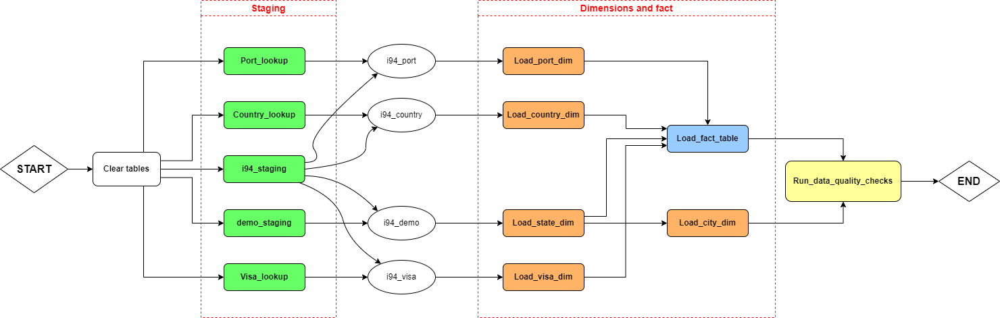 Staging
Dimensions and fact
Port_lookup
i94_port
Load_port_dim
Country_lookup
i94_country
Load_country_dim
Load_fact_table
START
Clear tables
i94_staging
Run_data_quality_checks
END
demo_staging
i94_demo
Load_state_dim
Load_city_dim
Visa_lookup
i94_visa
Load_visa_dim